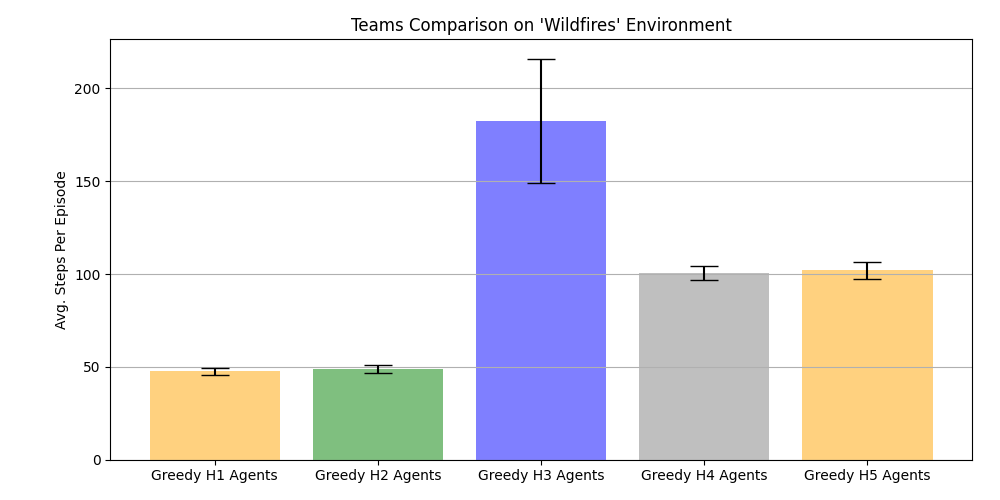 Teams Comparison on 'Wildfires' Environment
Avg. Steps Per Episode
200
150
100
50
0
Greedy H1 Agents Greedy H2 Agents Greedy H3 Agents Greedy H4 Agents Greedy H5 Agents